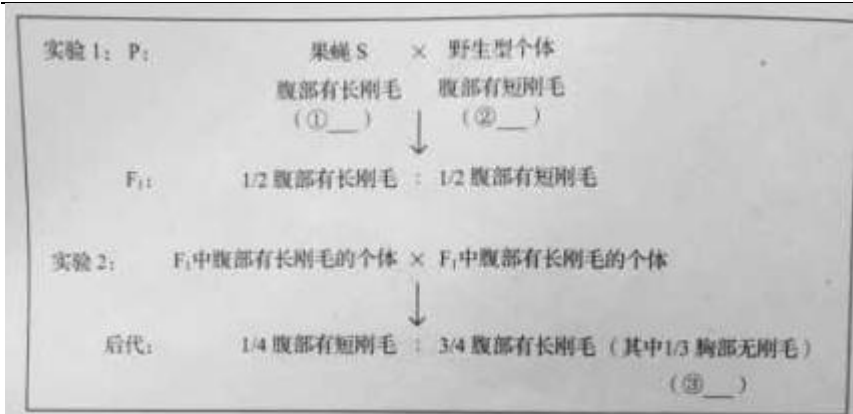 实验 1： P： 果蝇 S × 野生型个体
腹部有长刚毛 腹部有短刚毛
（①__） （②__）
F₁： 1/2 腹部有长刚毛 ： 1/2 腹部有短刚毛
实验 2： F₁中腹部有长刚毛的个体 × F₁中腹部有长刚毛的个体
后代： 1/4 腹部有短刚毛 ： 3/4 腹部有长刚毛（其中1/3 胸部无刚毛）
（③__）